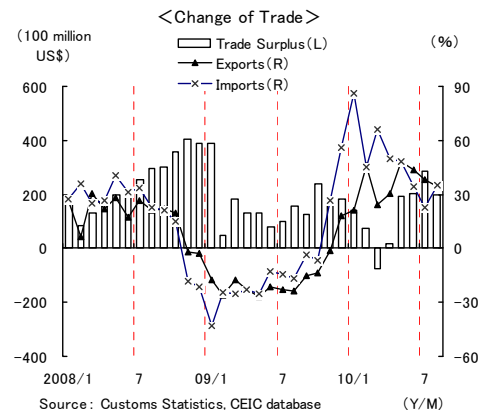 ＜Change of Trade＞
(100 million US$)
(％)
Trade Surplus（L）
Exports（R）
Imports（R）
600
400
200
0
-200
-400
90
60
30
0
-30
-60
2008/1 7 09/1 7 10/1 7
Source： Customs Statistics, CEIC database (Y/M)